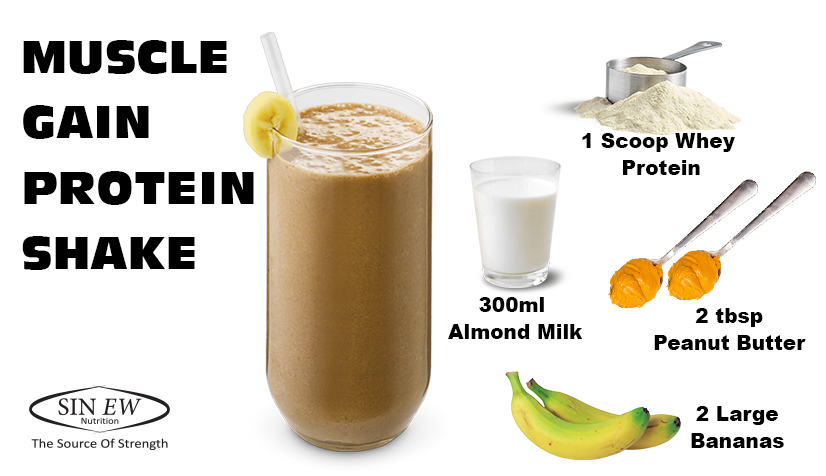 MUSCLE
GAIN
PROTEIN
SHAKE
1 Scoop Whey
Protein
300ml
Almond Milk
2 tbsp
Peanut Butter
2 Large
Bananas
SIN EW
Nutrition
The Source Of Strength